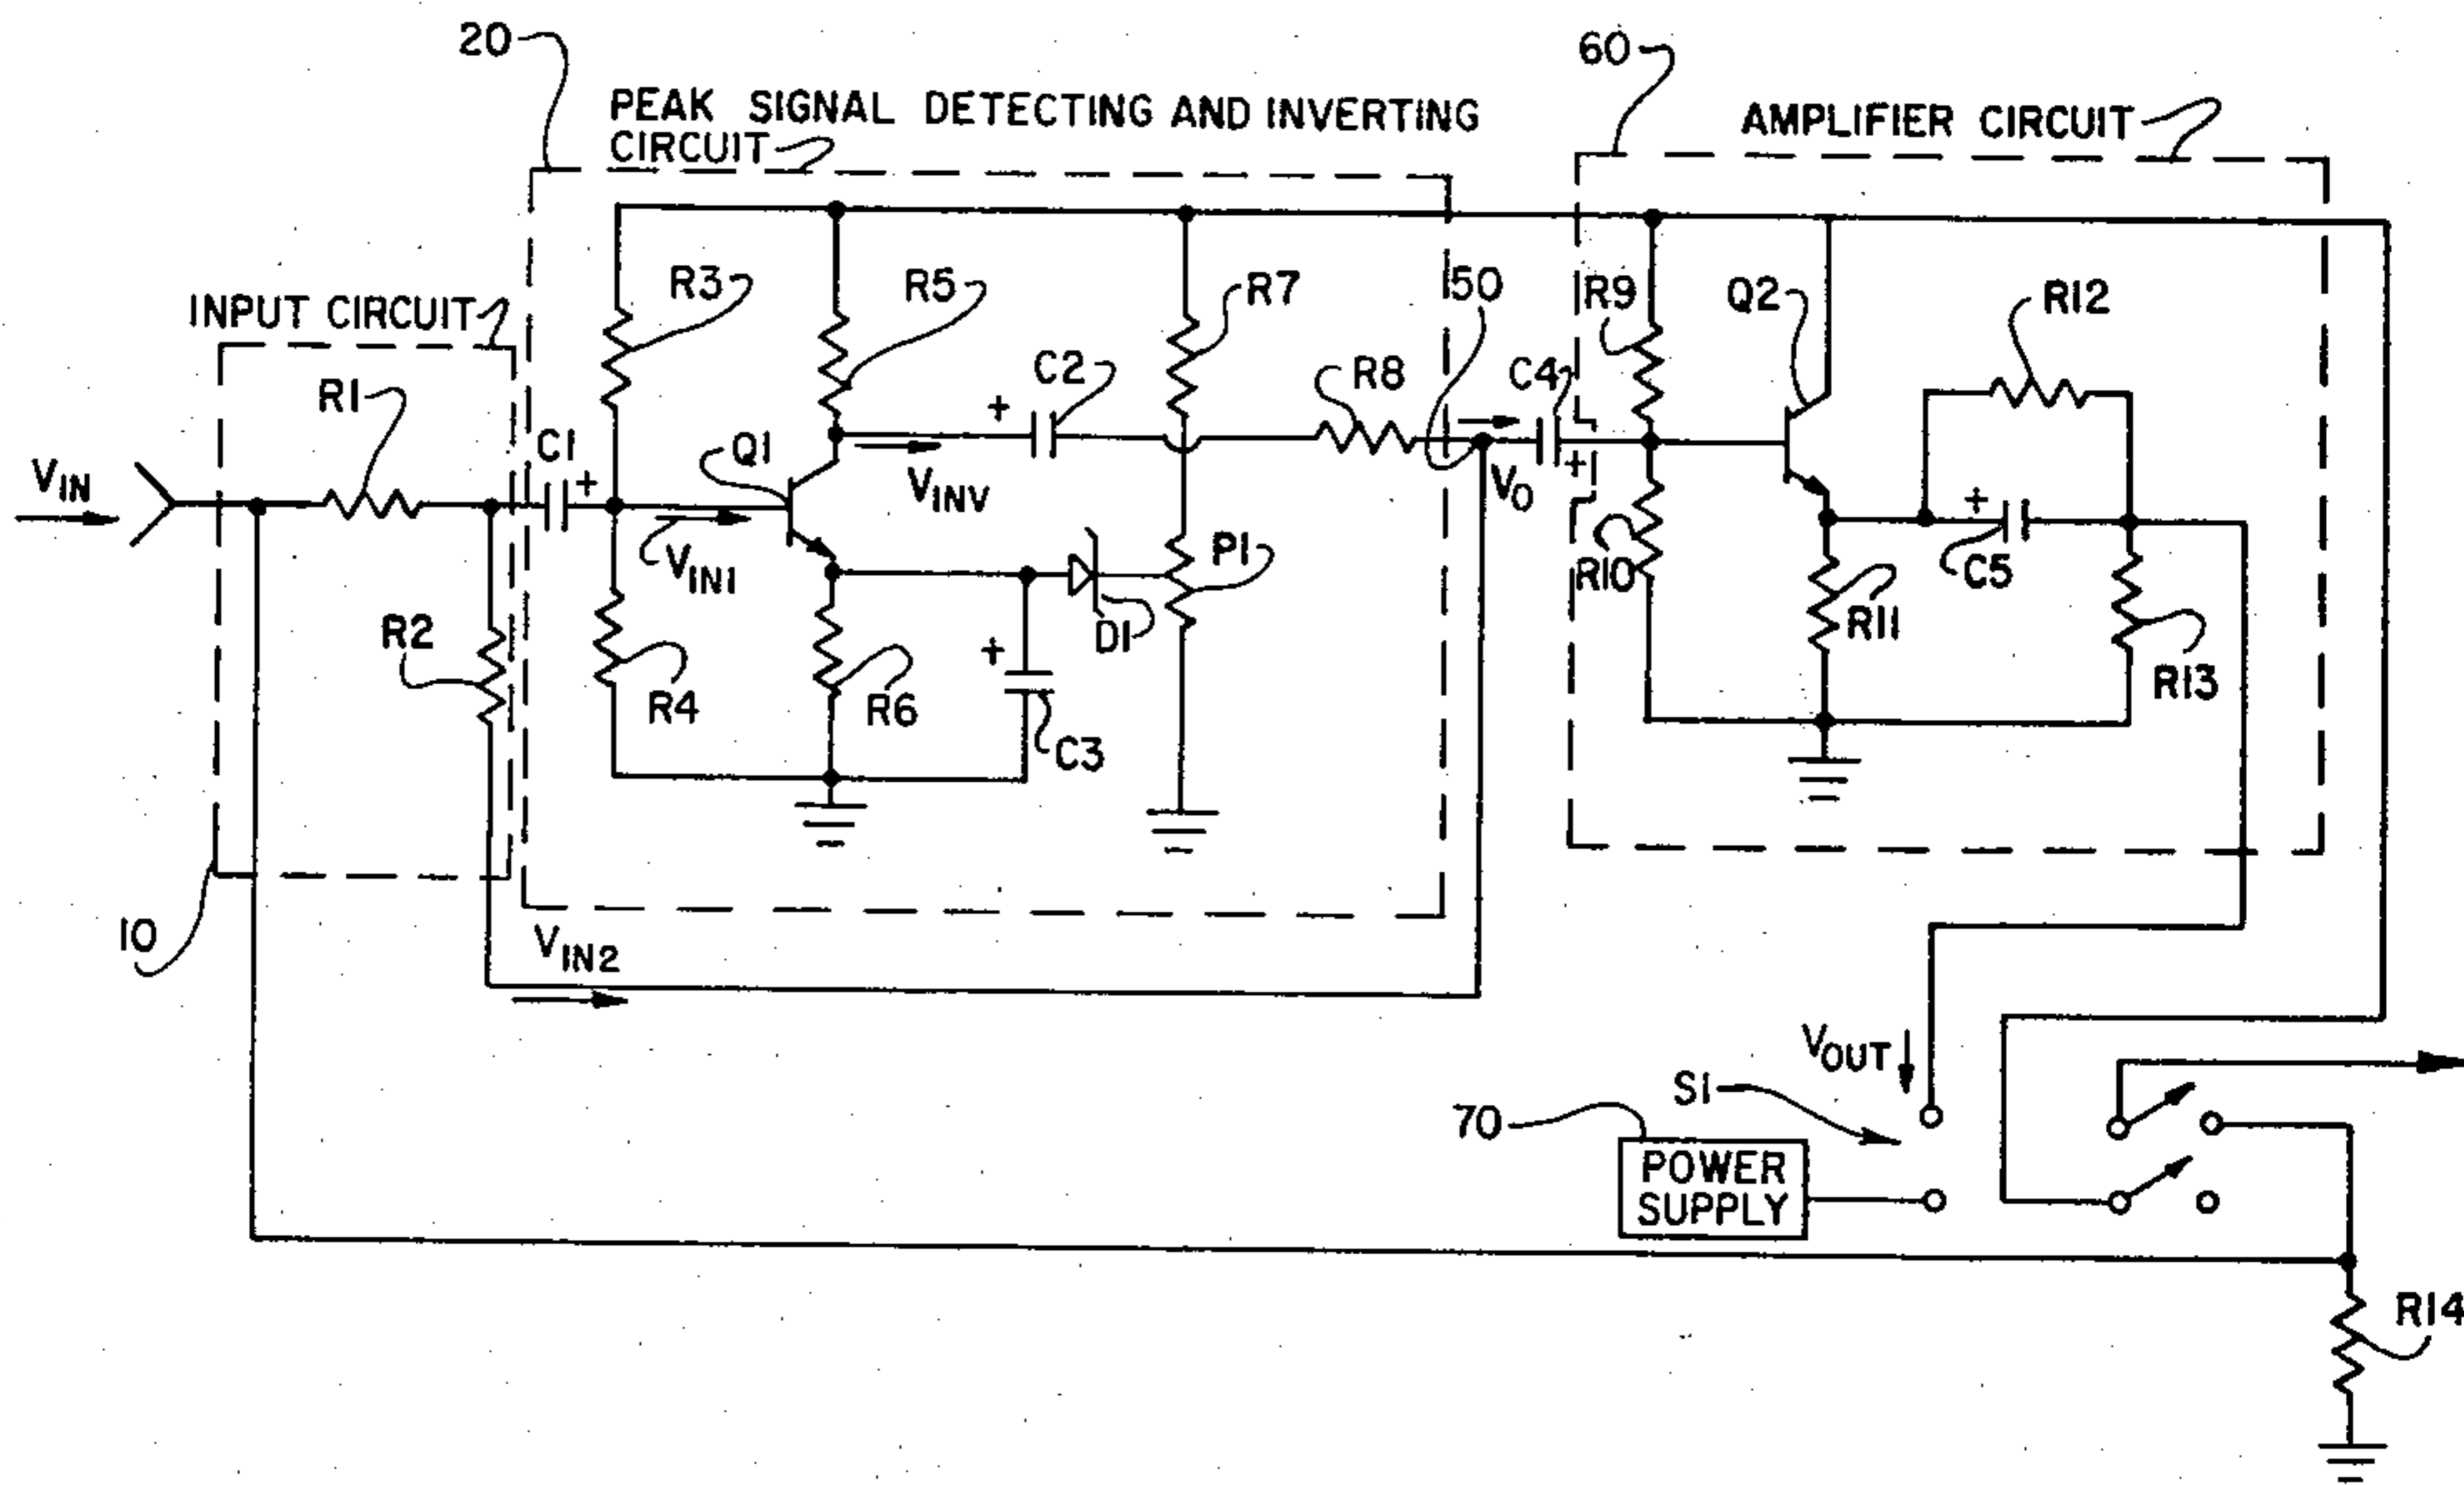 20
60
PEAK SIGNAL DETECTING AND INVERTING
CIRCUIT
AMPLIFIER CIRCUIT
INPUT CIRCUIT
R3
R5
R7
50
R9
Q2
R12
R1
C2
R8
C4
VIN
C1
+
Q1
+
VINV
VO
+
+
R2
VIN1
P1
R10
C5
D1
R11
R4
R6
+
C3
R13
10
VIN2
VOUT
S1
70
POWER
SUPPLY
R14